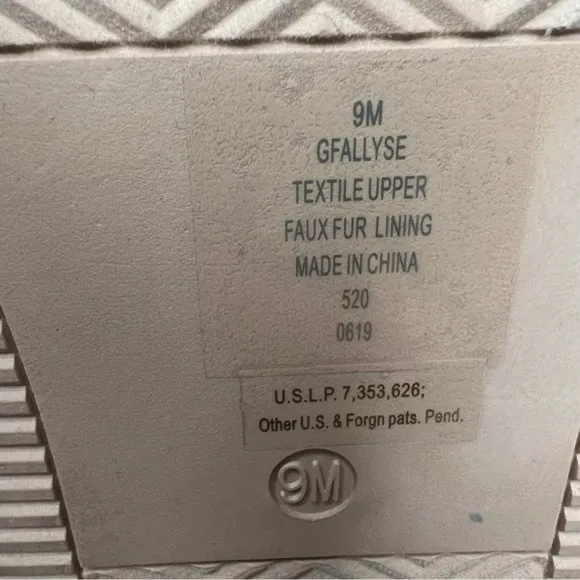 9M
GFALLYSE
TEXTILE UPPER
FAUX FUR LINING
MADE IN CHINA
520
0619
U.S.L.P. 7,353,626;
Other U.S. & Forgn pats. Pend.
9M